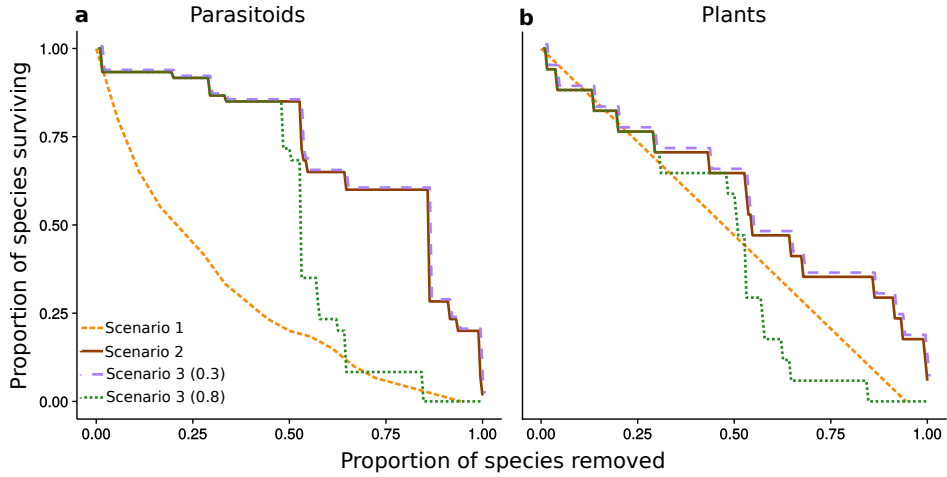 a Parasitoids
b Plants
Proportion of species surviving
1.00
0.75
0.50
0.25
0.00
Scenario 1
Scenario 2
Scenario 3 (0.3)
Scenario 3 (0.8)
0.00 0.25 0.50 0.75 1.00
0.00 0.25 0.50 0.75 1.00
Proportion of species removed